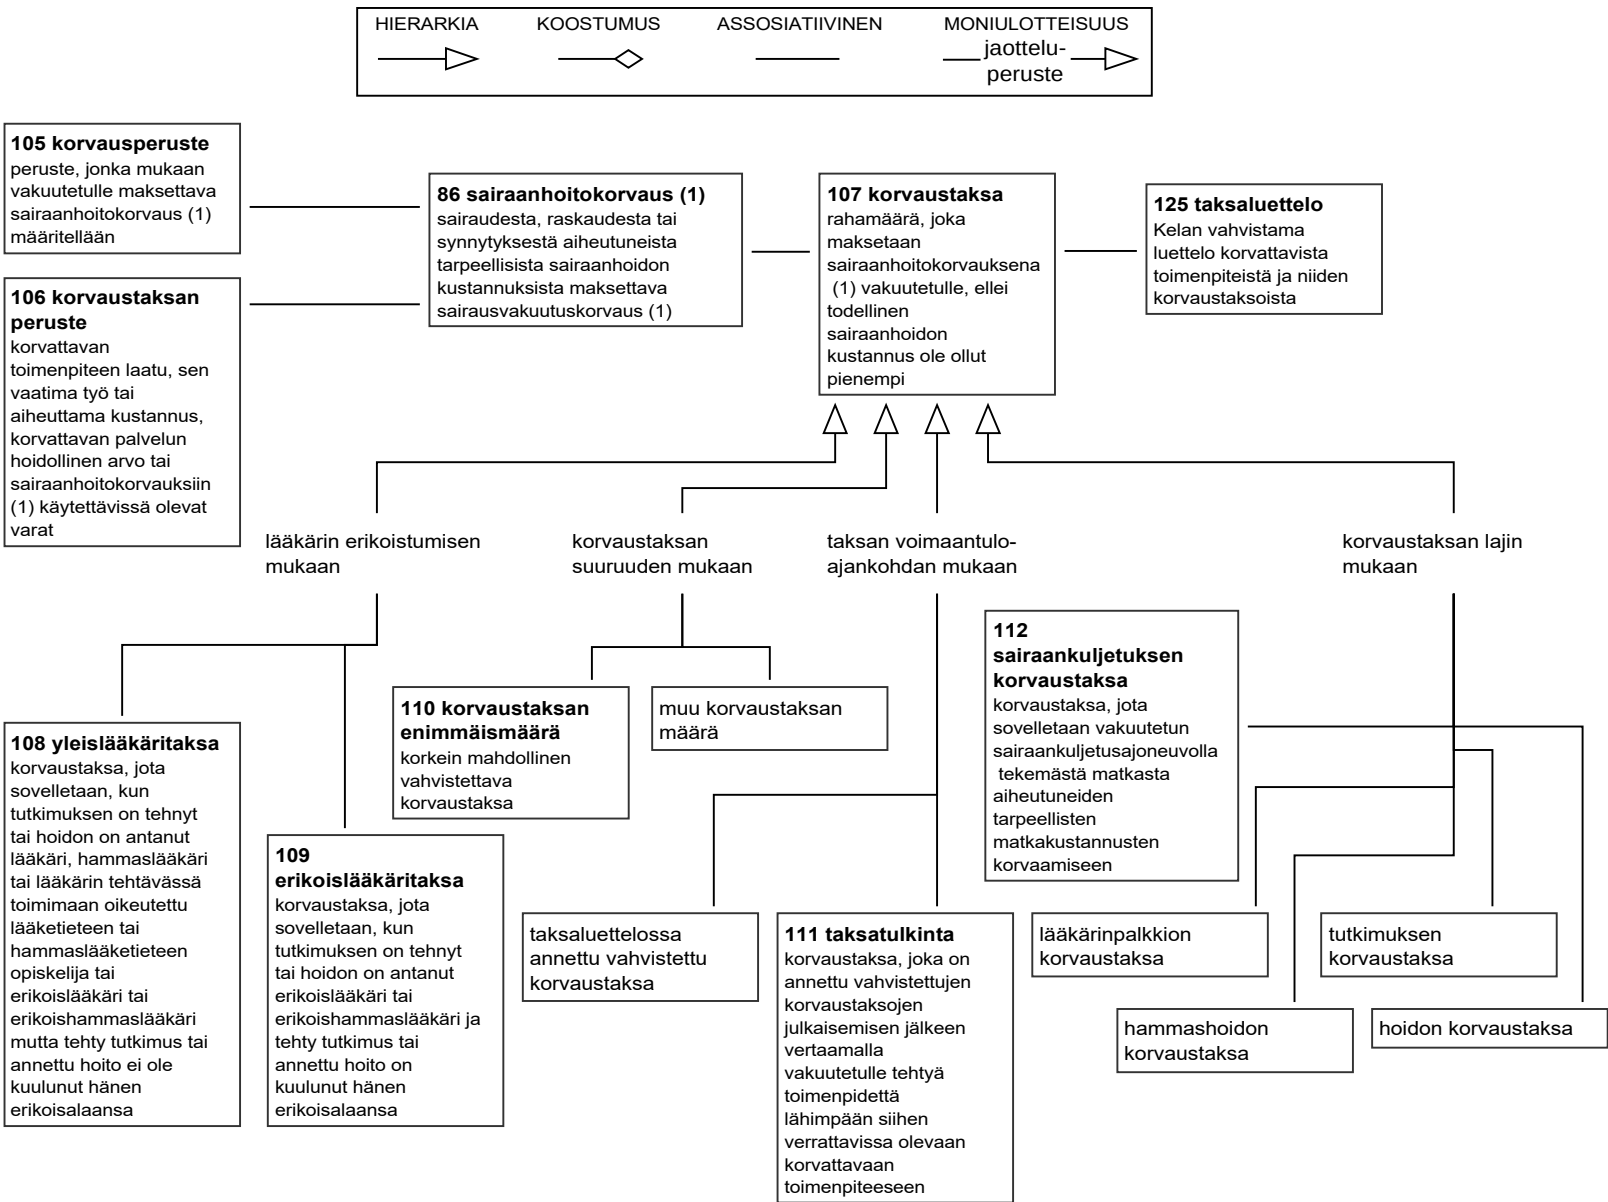 HIERARKIA
KOOSTUMUS
ASSOSIATIIVINEN
MONIULOTTEISUUS
jaottelu-
peruste
105 korvausperuste
peruste, jonka mukaan
vakuutetulle maksettava
sairaanhoitokorvaus (1)
määritellään
106 korvaustaksan
peruste
korvattavan
toimenpiteen laatu, sen
vaatima työ tai
aiheuttama kustannus,
korvattavan palvelun
hoidollinen arvo tai
sairaanhoitokorvauksiin
(1) käytettävissä olevat
varat
86 sairaanhoitokorvaus (1)
sairaudesta, raskaudesta tai
synnytyksestä aiheutuneista
tarpeellisista sairaanhoidon
kustannuksista maksettava
sairausvakuutuskorvaus (1)
107 korvaustaksa
rahamäärä, joka
maksetaan
sairaanhoitokorvauksena
(1) vakuutetulle, ellei
todellinen
sairaanhoidon
kustannus ole ollut
pienempi
125 taksaluettelo
Kelan vahvistama
luettelo korvattavista
toimenpiteistä ja niiden
korvaustaksoista
lääkärin erikoistumisen
mukaan
korvaustaksan
suuruuden mukaan
taksan voimaantulo-
ajankohdan mukaan
korvaustaksan lajin
mukaan
108 yleislääkäritaksa
korvaustaksa, jota
sovelletaan, kun
tutkimuksen on tehnyt
tai hoidon on antanut
lääkäri, hammaslääkäri
tai lääkärin tehtävässä
toimimaan oikeutettu
lääketieteen tai
hammaslääketieteen
opiskelija tai
erikoislääkäri tai
erikoishammaslääkäri
mutta tehty tutkimus tai
annettu hoito ei ole
kuulunut hänen
erikoisalaansa
109
erikoislääkäritaksa
korvaustaksa, jota
sovelletaan, kun
tutkimuksen on tehnyt
tai hoidon on antanut
erikoislääkäri tai
erikoishammaslääkäri ja
tehty tutkimus tai
annettu hoito on
kuulunut hänen
erikoisalaansa
110 korvaustaksan
enimmäismäärä
korkein mahdollinen
vahvistettava
korvaustaksa
muu korvaustaksan
määrä
taksaluettelossa
annettu vahvistettu
korvaustaksa
111 taksatulkinta
korvaustaksa, joka on
annettu vahvistettujen
korvaustaksojen
julkaisemisen jälkeen
vertaamalla
vakuutetulle tehtyä
toimenpidettä
lähimpään siihen
verrattavissa olevaan
korvattavaan
toimenpiteeseen
112
sairaankuljetuksen
korvaustaksa
korvaustaksa, jota
sovelletaan vakuutetun
sairaankuljetusajoneuvolla
tekemästä matkasta
aiheutuneiden
tarpeellisten
matkakustannusten
korvaamiseen
lääkärinpalkkion
korvaustaksa
hammashoidon
korvaustaksa
tutkimuksen
korvaustaksa
hoidon korvaustaksa